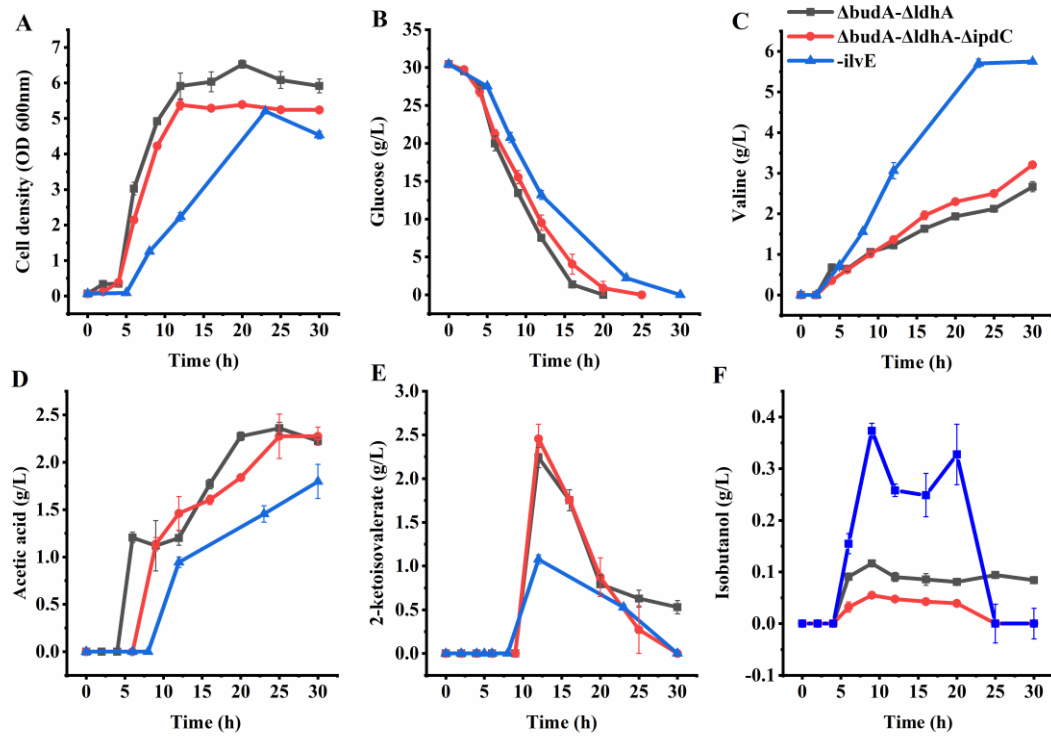 A
Cell density (OD 600nm)
7
6
5
4
3
2
1
0
0 5 10 15 20 25 30
Time (h)
B
Glucose (g/L)
35
30
25
20
15
10
5
0
0 5 10 15 20 25 30
Time (h)
C
ΔbudA-ΔldhA
ΔbudA-ΔldhA-ΔipdC
-ilvE
Valine (g/L)
6
5
4
3
2
1
0
0 5 10 15 20 25 30
Time (h)
D
Acetic acid (g/L)
2.5
2.0
1.5
1.0
0.5
0.0
0 5 10 15 20 25 30
Time (h)
E
2-ketoisovalerate (g/L)
3.0
2.5
2.0
1.5
1.0
0.5
0.0
0 5 10 15 20 25 30
Time (h)
F
Isobutanol (g/L)
0.4
0.3
0.2
0.1
0.0
-0.1
0 5 10 15 20 25 30
Time (h)